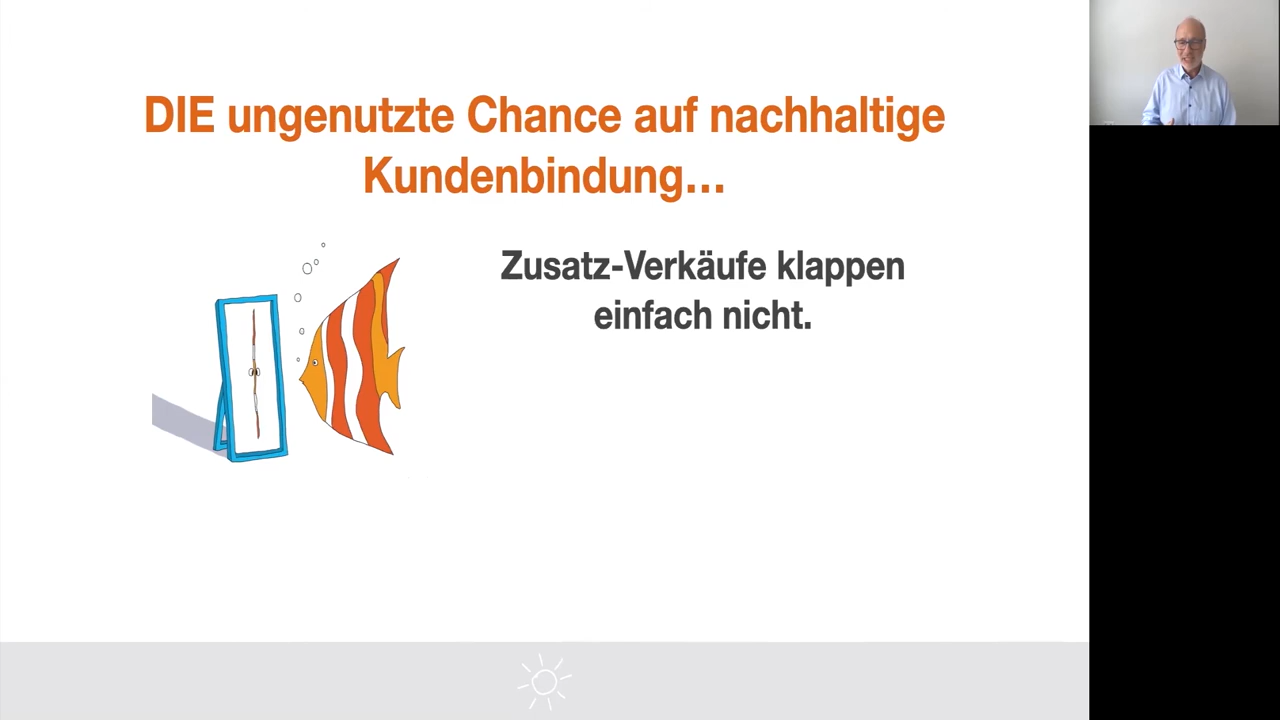 DIE ungenutzte Chance auf nachhaltige
Kundenbindung...
Zusatz-Verkäufe klappen
einfach nicht.